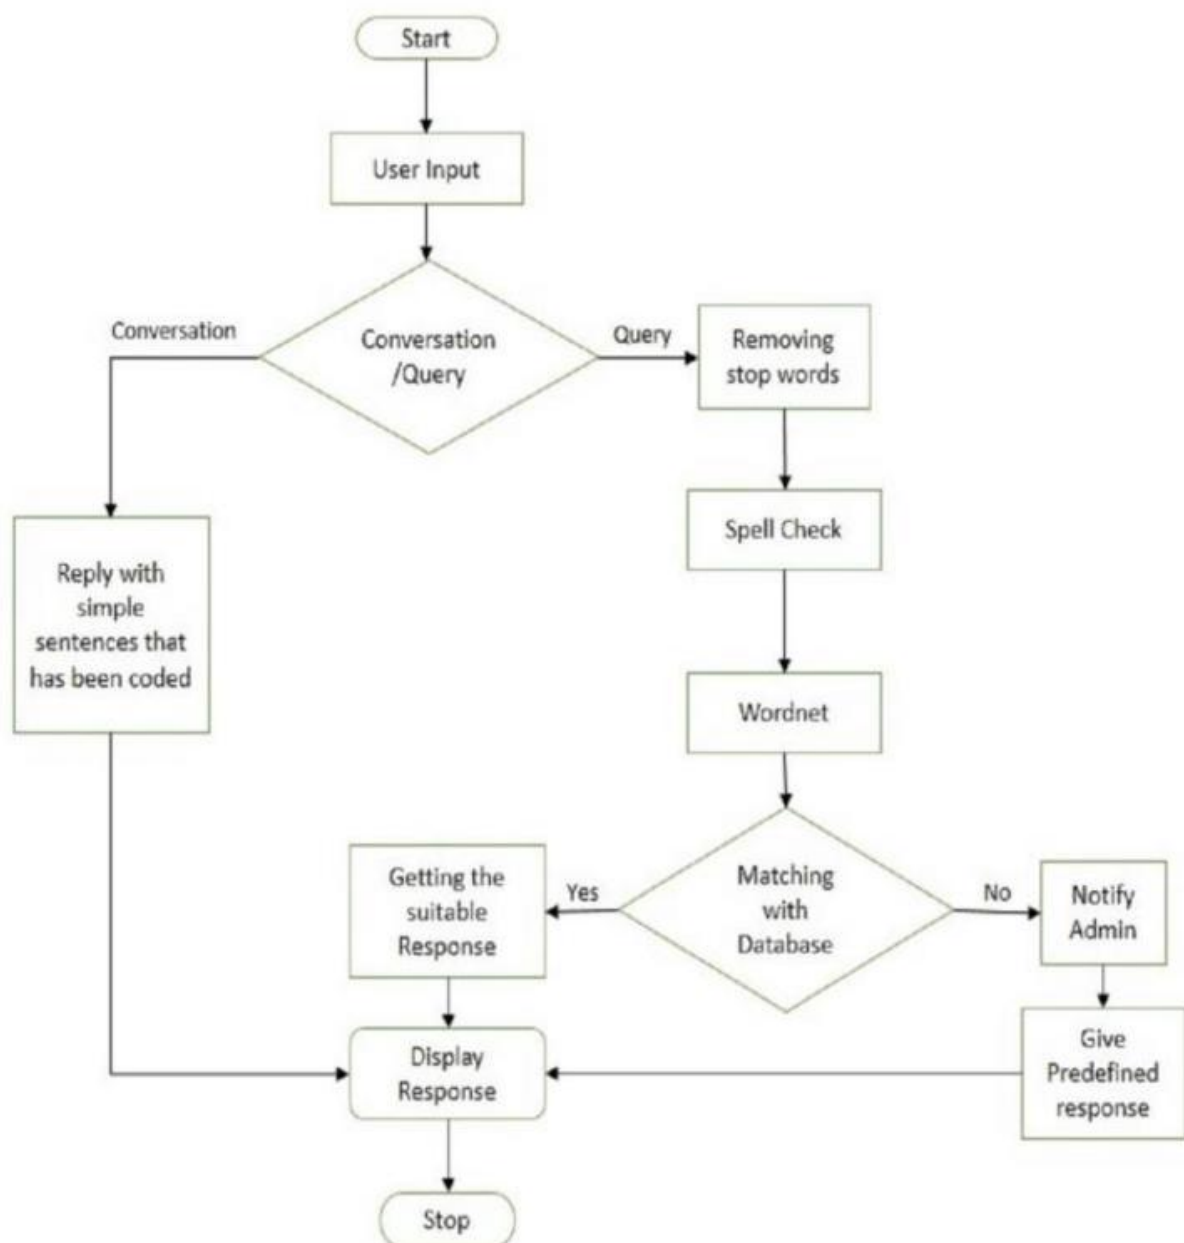 Start
User Input
Conversation
Conversation
/Query
Query
Removing
stop words
Spell Check
Reply with
simple
sentences that
has been coded
Wordnet
Matching
with
Database
Yes
No
Getting the
suitable
Response
Notify
Admin
Display
Response
Give
Predefined
response
Stop